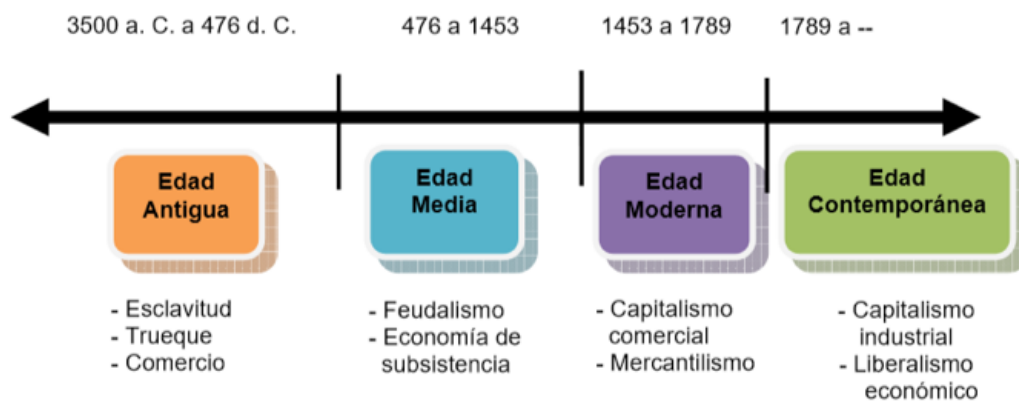 3500 a. C. a 476 d. C.
476 a 1453
1453 a 1789
1789 a --
Edad
Antigua
Edad
Media
Edad
Moderna
Edad
Contemporánea
- Esclavitud
- Trueque
- Comercio
- Feudalismo
- Economía de
subsistencia
- Capitalismo
comercial
- Mercantilismo
- Capitalismo
industrial
- Liberalismo
económico